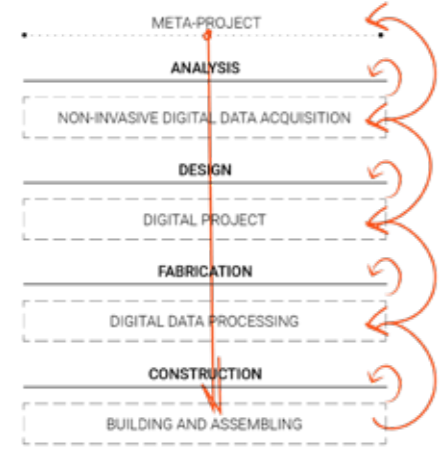 META-PROJECT
ANALYSIS
NON-INVASIVE DIGITAL DATA ACQUISITION
DESIGN
DIGITAL PROJECT
FABRICATION
DIGITAL DATA PROCESSING
CONSTRUCTION
BUILDING AND ASSEMBLING